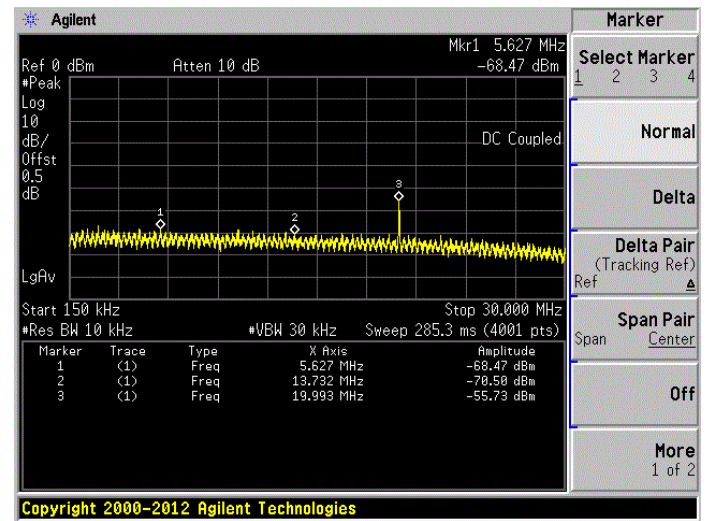 Agilent
Marker
Mkr1 5.627 MHz
Ref 0 dBm Atten 10 dB -68.47 dBm
#Peak
Log
10
dB/
Offst
0.5
dB
DC Coupled
1
2
3
LgAv
Start 150 kHz Stop 30.000 MHz
#Res BW 10 kHz #VBW 30 kHz Sweep 285.3 ms (4001 pts)
Marker Trace Type X Axis Amplitude
1 (1) Freq 5.627 MHz -68.47 dBm
2 (1) Freq 13.732 MHz -70.50 dBm
3 (1) Freq 19.993 MHz -55.73 dBm
Select Marker
1 2 3 4
Normal
Delta
Delta Pair
(Tracking Ref)
Ref Δ
Span Pair
Span Center
Off
More
1 of 2
Copyright 2000-2012 Agilent Technologies